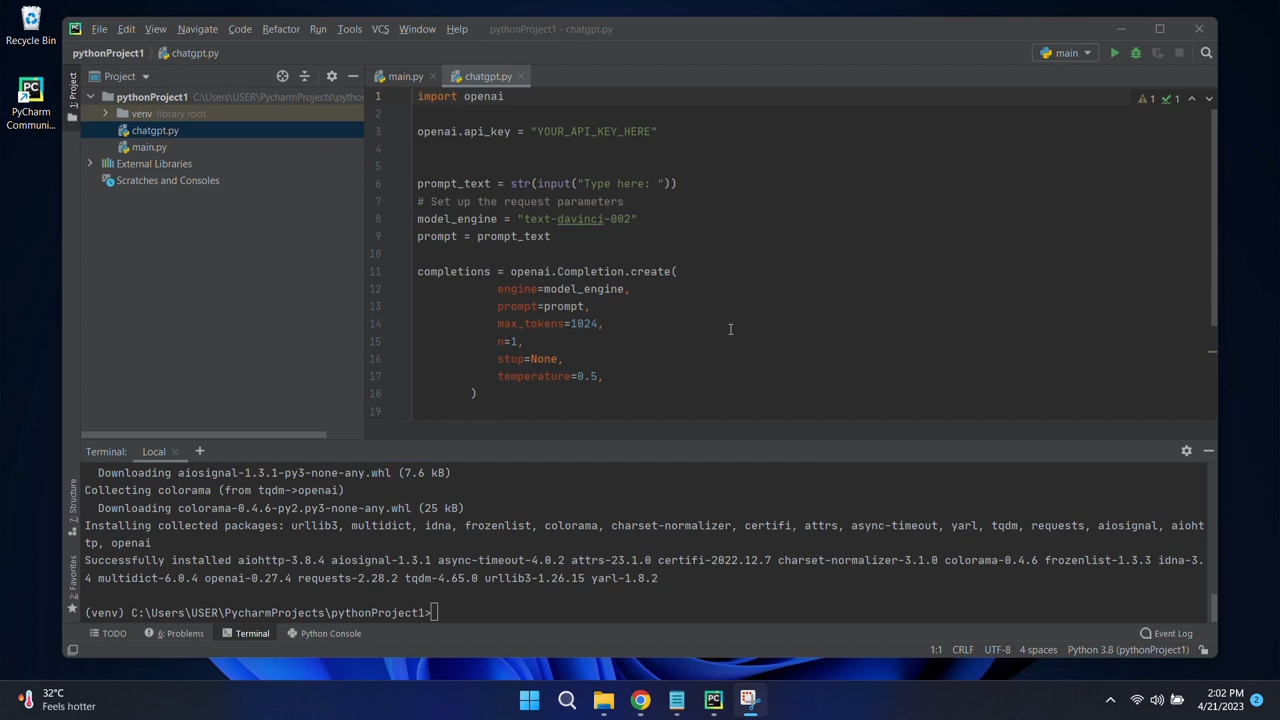 Recycle Bin
PyCharm
Communi...
File Edit View Navigate Code Refactor Run Tools VCS Window Help pythonProject1 - chatgpt.py
pythonProject1 chatgpt.py
main
1: Project
Project
main.py chatgpt.py
pythonProject1 C:\Users\USER\PycharmProjects\pytho
venv library root
chatgpt.py
main.py
External Libraries
Scratches and Consoles
1 import openai
2
3 openai.api_key = "YOUR_API_KEY_HERE"
4
5
6 prompt_text = str(input("Type here: "))
7 # Set up the request parameters
8 model_engine = "text-davinci-002"
9 prompt = prompt_text
10
11 completions = openai.Completion.create(
12 engine=model_engine,
13 prompt=prompt,
14 max_tokens=1024,
15 n=1,
16 stop=None,
17 temperature=0.5,
18 )
19
1 1
Terminal: Local
Downloading aiosignal-1.3.1-py3-none-any.whl (7.6 kB)
Collecting colorama (from tqdm->openai)
Downloading colorama-0.4.6-py2.py3-none-any.whl (25 kB)
Installing collected packages: urllib3, multidict, idna, frozenlist, colorama, charset-normalizer, certifi, attrs, async-timeout, yarl, tqdm, requests, aiosignal, aioht
tp, openai
Successfully installed aiohttp-3.8.4 aiosignal-1.3.1 async-timeout-4.0.2 attrs-23.1.0 certifi-2022.12.7 charset-normalizer-3.1.0 colorama-0.4.6 frozenlist-1.3.3 idna-3.
4 multidict-6.0.4 openai-0.27.4 requests-2.28.2 tqdm-4.65.0 urllib3-1.26.15 yarl-1.8.2
(venv) C:\Users\USER\PycharmProjects\pythonProject1>
7: Structure
2: Favorites
TODO 6: Problems Terminal Python Console Event Log
1:1 CRLF UTF-8 4 spaces Python 3.8 (pythonProject1)
32°C
Feels hotter
2:02 PM
4/21/2023
2